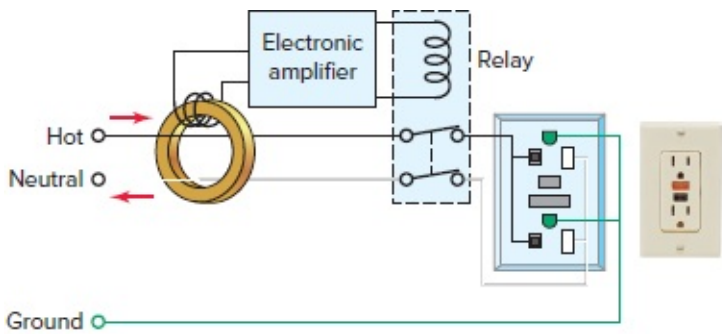 Electronic
amplifier
Relay
Hot
Neutral
Ground